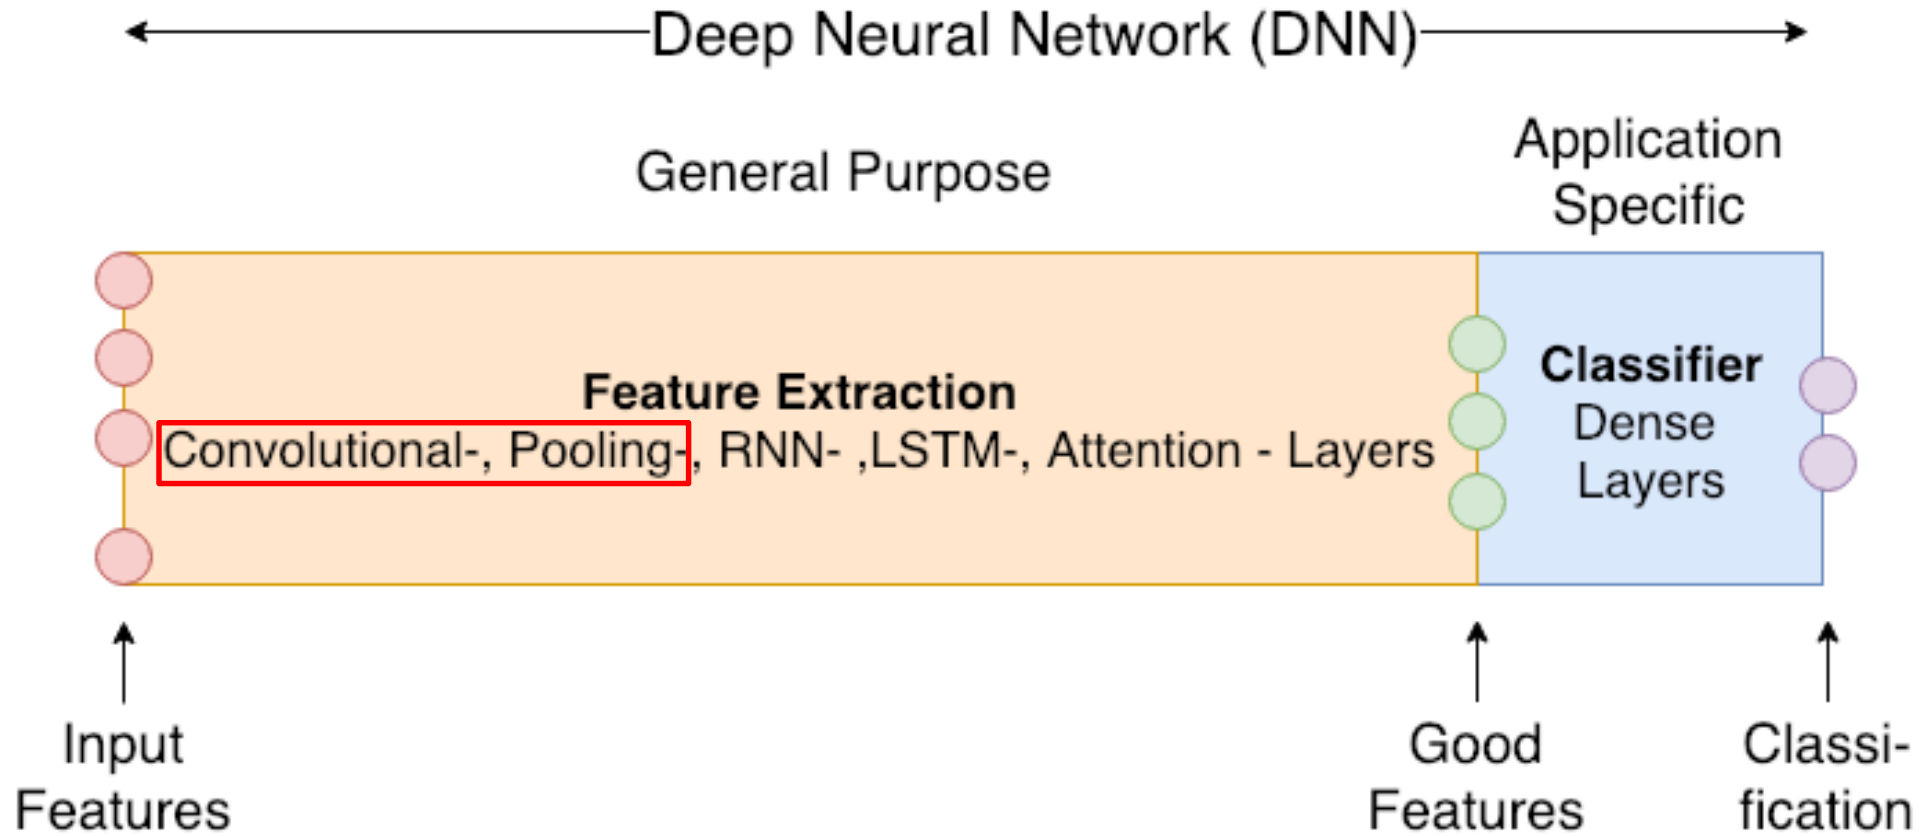 Deep Neural Network (DNN)
General Purpose
Application
Specific
Feature Extraction
Convolutional-, Pooling-, RNN- ,LSTM-, Attention - Layers
Classifier
Dense
Layers
Input
Features
Good
Features
Classi-
fication